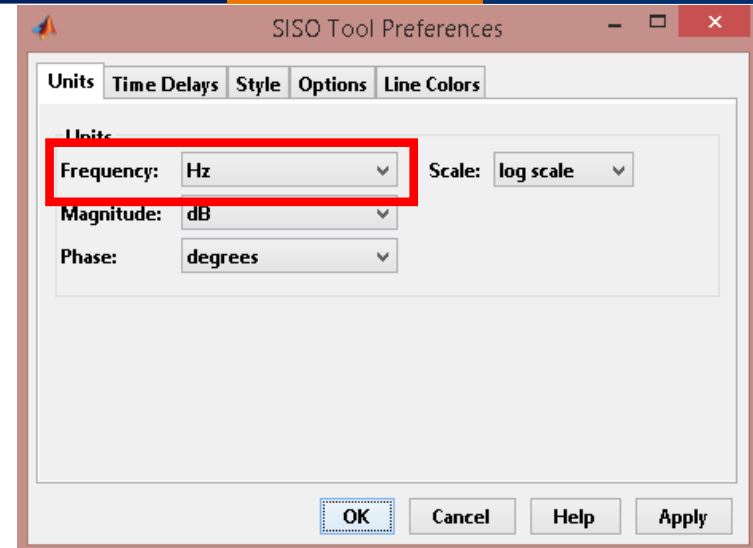 SISO Tool Preferences
Units Time Delays Style Options Line Colors
Units
Frequency: Hz Scale: log scale
Magnitude: dB
Phase: degrees
OK Cancel Help Apply